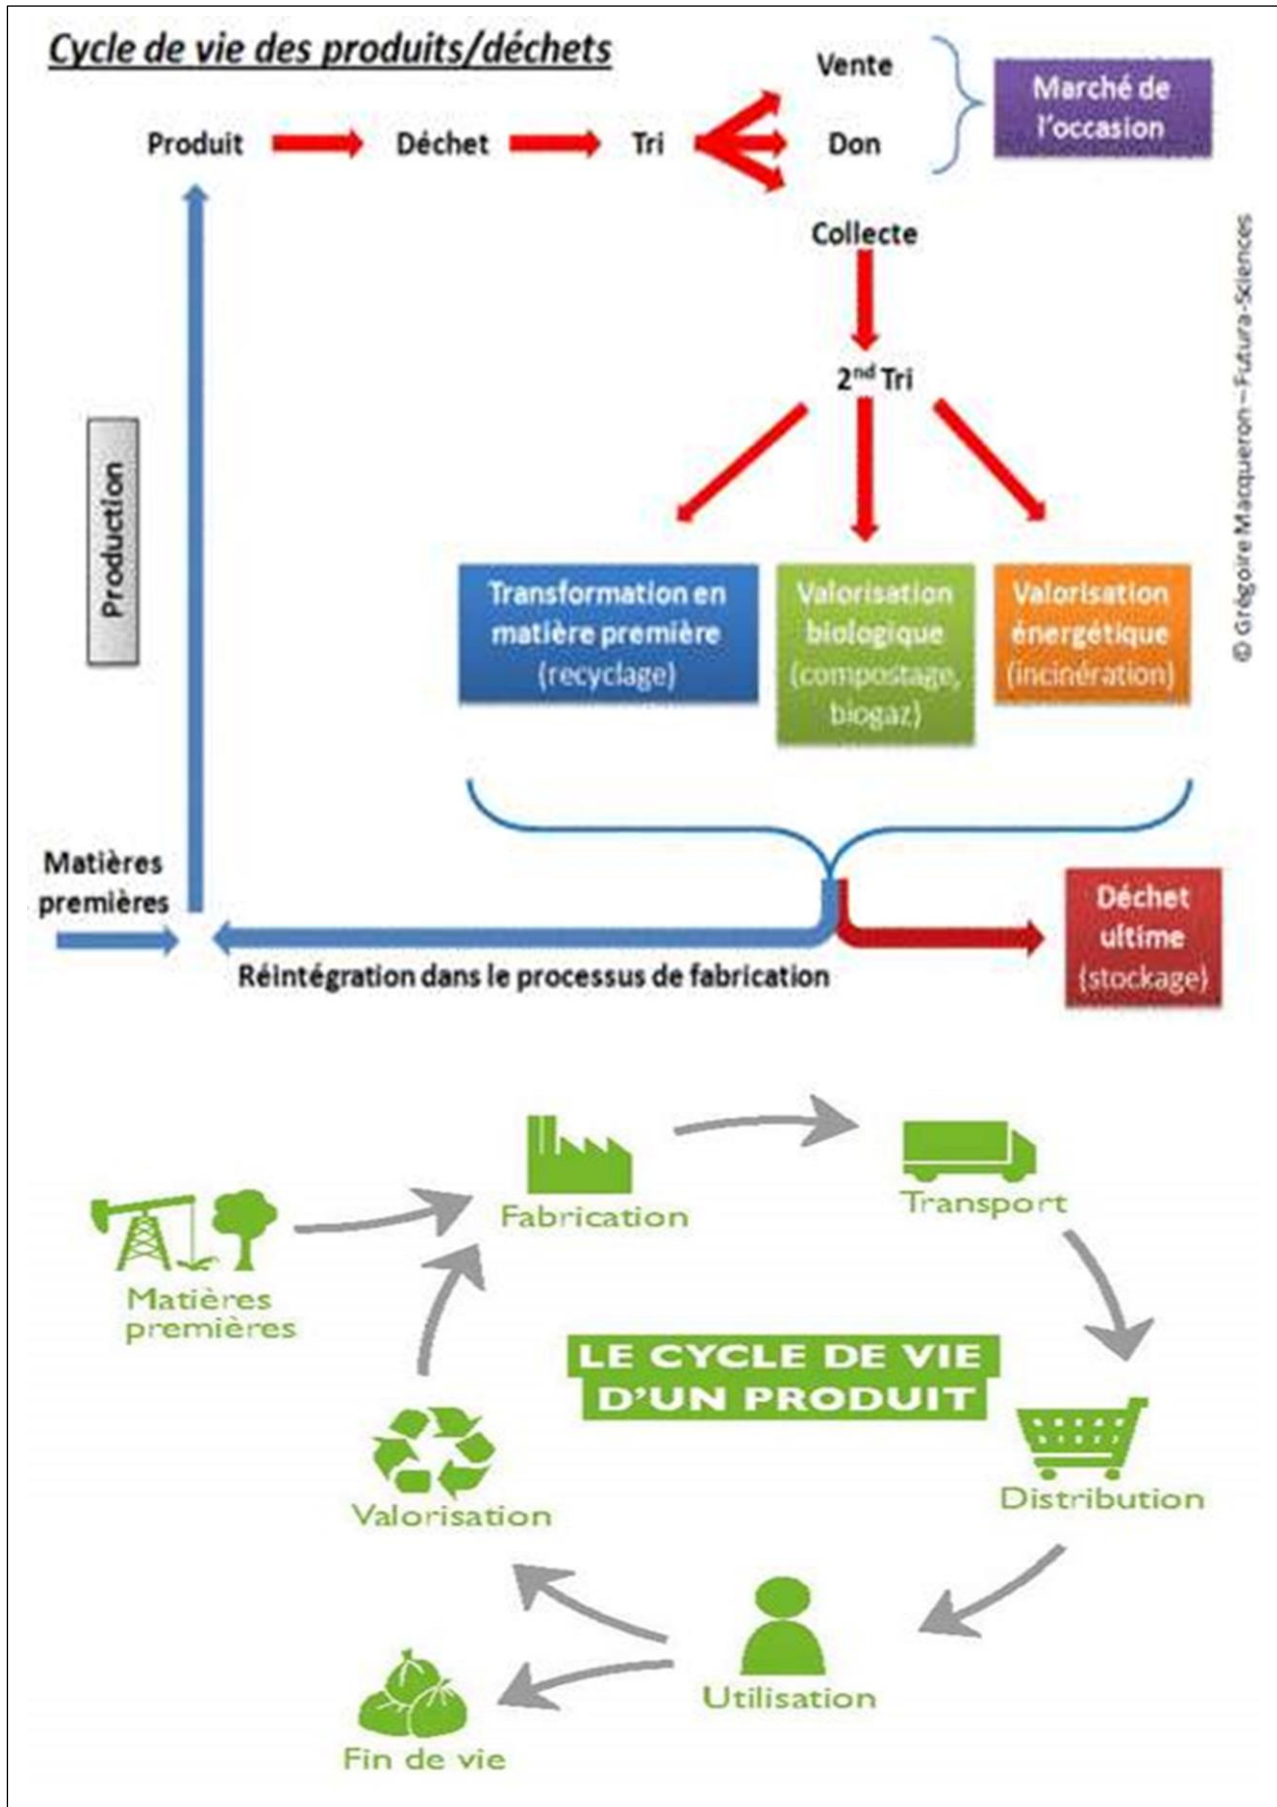 Cycle de vie des produits/déchets
Vente
Marché de
l'occasion
Produit
Déchet
Tri
Don
Collecte
2nd Tri
© Grégoire Macqueron – Futura-Sciences
Production
Transformation en
matière première
(recyclage)
Valorisation
biologique
(compostage,
biogaz)
Valorisation
énergétique
(incinération)
Matières
premières
Déchet
ultime
(stockage)
Réintégration dans le processus de fabrication
Fabrication
Transport
Matières
premières
LE CYCLE DE VIE
D'UN PRODUIT
Valorisation
Distribution
Utilisation
Fin de vie